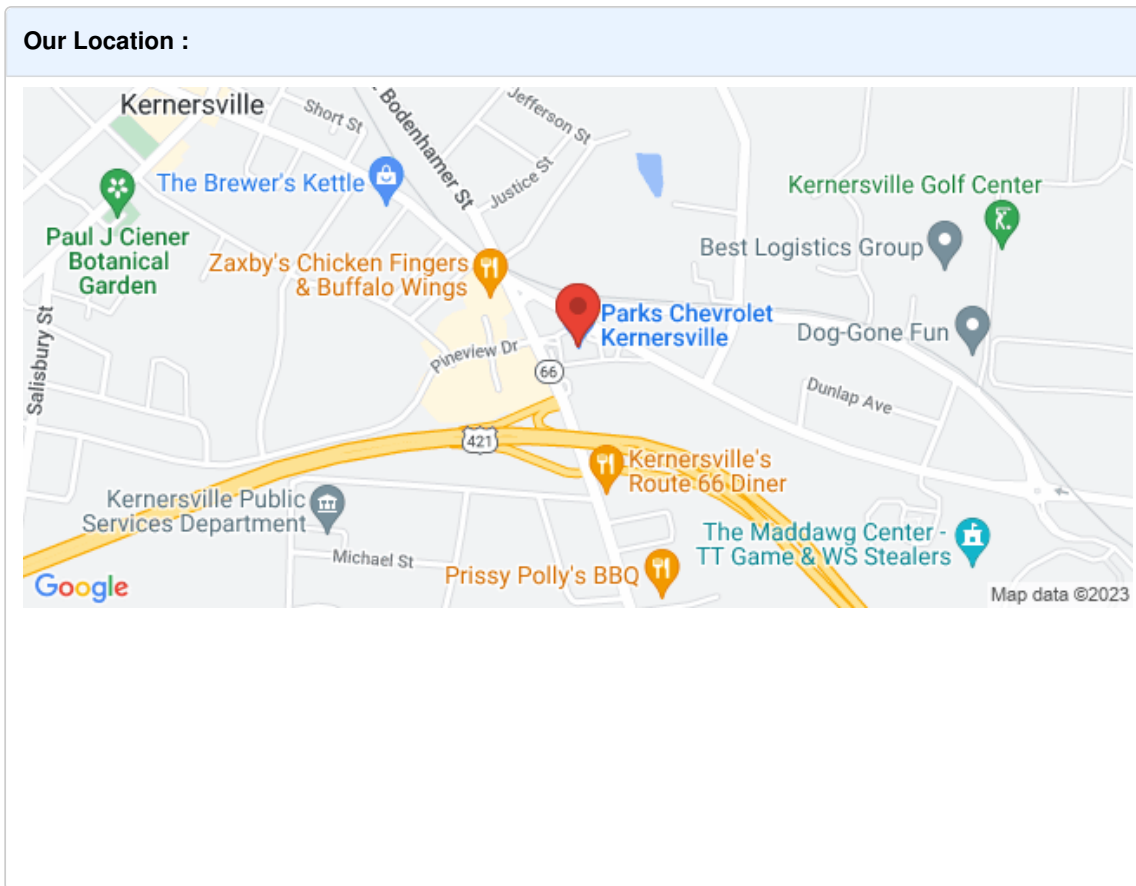 Our Location :
Kernersville
Short St
Bodenhamer St
Jefferson St
Justice St
The Brewer's Kettle
Kernersville Golf Center
Paul J Ciener
Botanical
Garden
Best Logistics Group
Zaxby's Chicken Fingers
& Buffalo Wings
Parks Chevrolet
Kernersville
Dog-Gone Fun
Pineview Dr
66
Salisbury St
Dunlap Ave
421
Kernersville's
Route 66 Diner
Kernersville Public
Services Department
The Maddawg Center -
TT Game & WS Stealers
Michael St
Prissy Polly's BBQ
Google
Map data ©2023